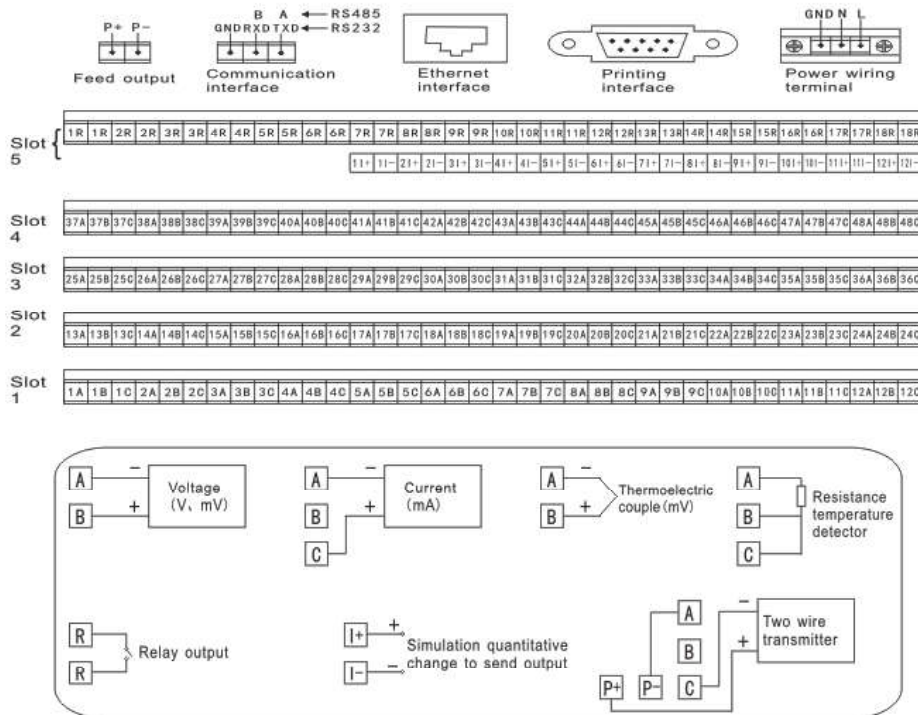 P+ P-
Feed output
B A ← RS485
GND RXD TXD ← RS232
Communication
interface
Ethernet
interface
Printing
interface
GND N L
Power wiring
terminal
Slot
5
1R 1R 2R 2R 3R 3R 4R 4R 5R 5R 6R 6R 7R 7R 8R 8R 9R 9R 10R 10R 11R 11R 12R 12R 13R 13R 14R 14R 15R 15R 16R 16R 17R 17R 18R 18R
1I+ 1I- 2I+ 2I- 3I+ 3I- 4I+ 4I- 5I+ 5I- 6I+ 6I- 7I+ 7I- 8I+ 8I- 9I+ 9I- 10I+ 10I- 11I+ 11I- 12I+ 12I-
Slot
4
37A 37B 37C 38A 38B 38C 39A 39B 39C 40A 40B 40C 41A 41B 41C 42A 42B 42C 43A 43B 43C 44A 44B 44C 45A 45B 45C 46A 46B 46C 47A 47B 47C 48A 48B 48C
Slot
3
25A 25B 25C 26A 26B 26C 27A 27B 27C 28A 28B 28C 29A 29B 29C 30A 30B 30C 31A 31B 31C 32A 32B 32C 33A 33B 33C 34A 34B 34C 35A 35B 35C 36A 36B 36C
Slot
2
13A 13B 13C 14A 14B 14C 15A 15B 15C 16A 16B 16C 17A 17B 17C 18A 18B 18C 19A 19B 19C 20A 20B 20C 21A 21B 21C 22A 22B 22C 23A 23B 23C 24A 24B 24C
Slot
1
1A 1B 1C 2A 2B 2C 3A 3B 3C 4A 4B 4C 5A 5B 5C 6A 6B 6C 7A 7B 7C 8A 8B 8C 9A 9B 9C 10A 10B 10C 11A 11B 11C 12A 12B 12C
A -
B +
Voltage
(V、mV)
A -
B
C +
Current
(mA)
A -
B +
Thermoelectric
couple(mV)
A
B
C
Resistance
temperature
detector
R
R
Relay output
I+ +
I- -
Simulation quantitative
change to send output
A
B
P+ P- C
- +
Two wire
transmitter